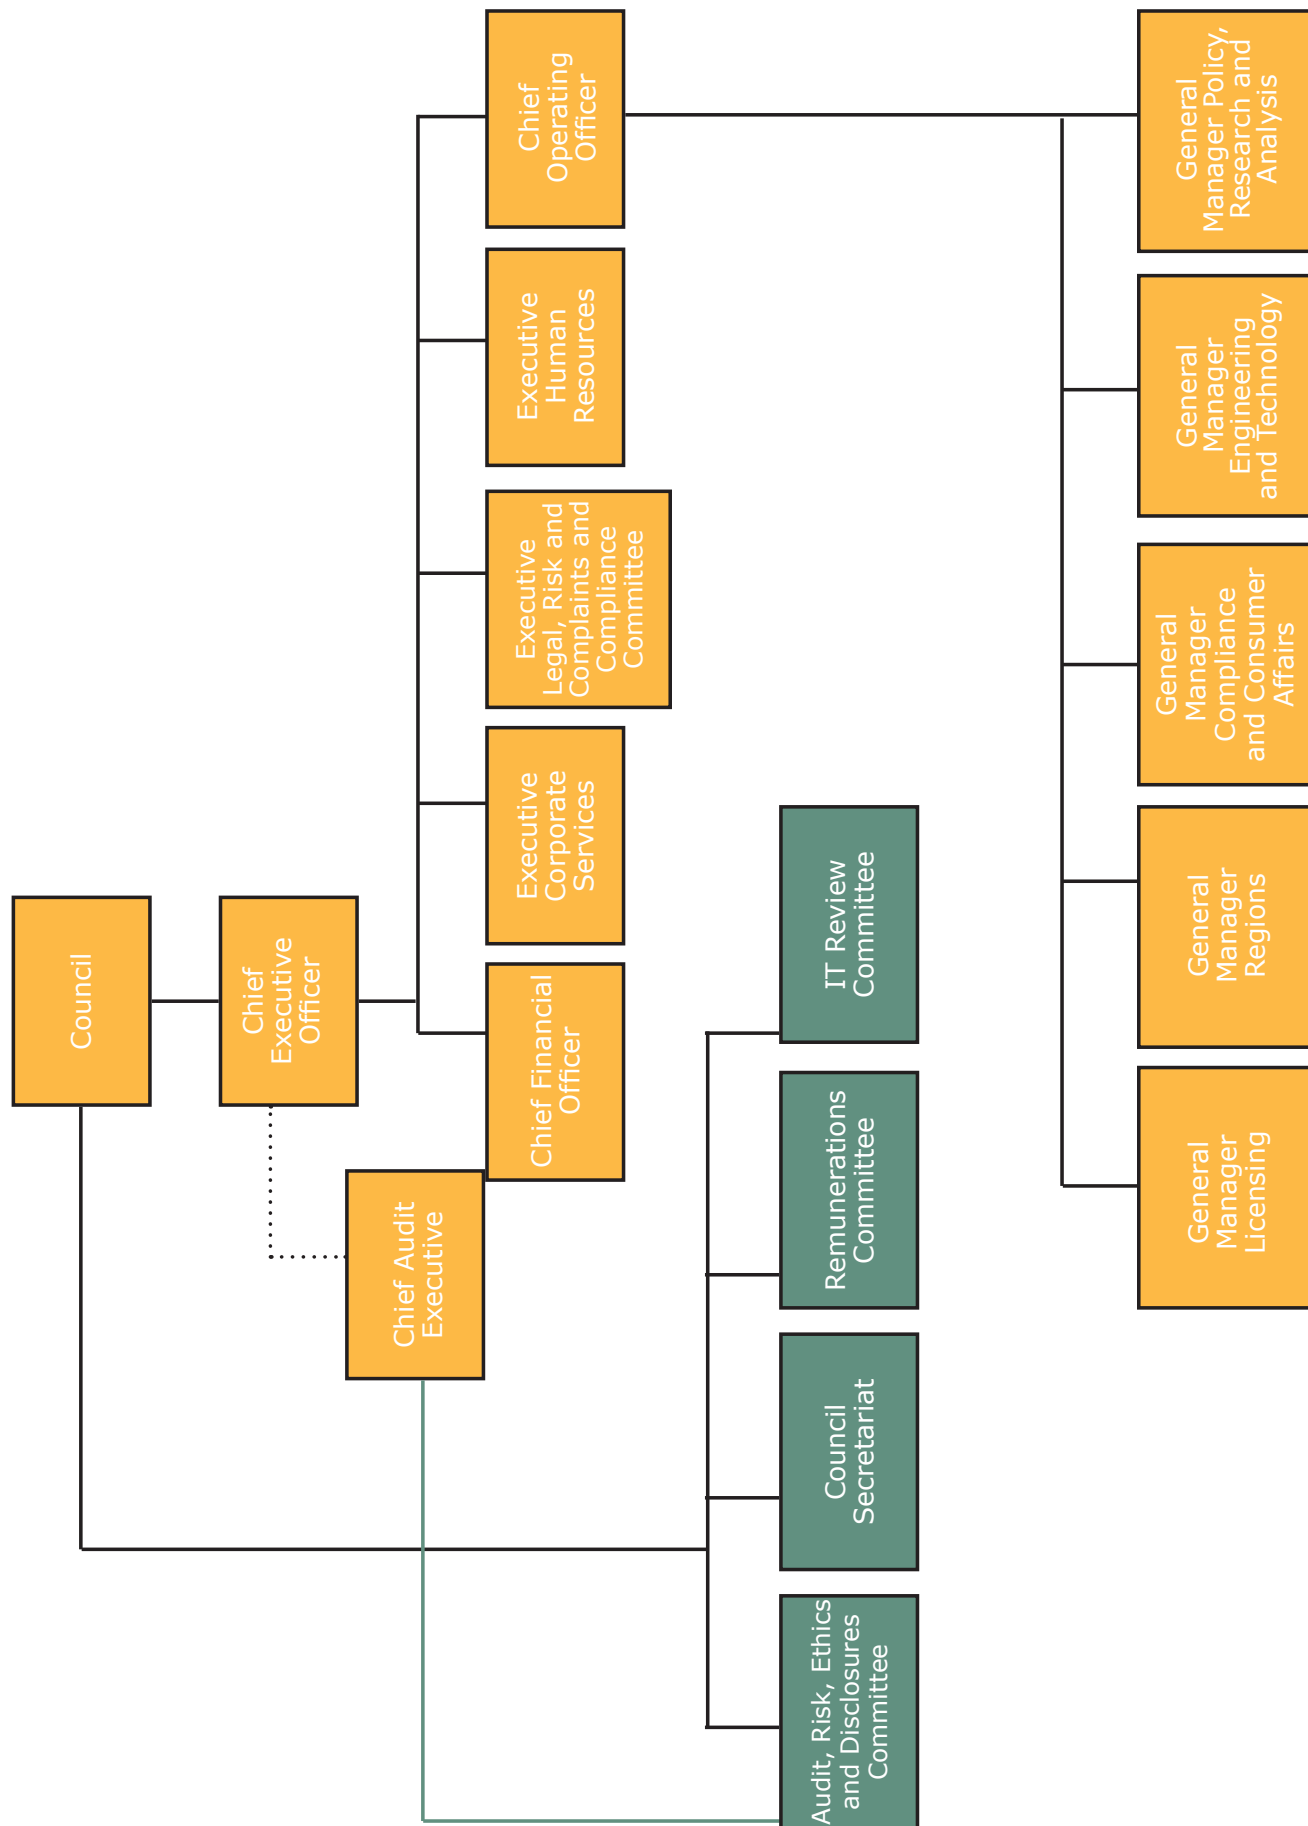 Council
Chief
Executive
Officer
Chief Audit
Executive
Chief Financial
Officer
Executive
Corporate
Services
Executive
Legal, Risk and
Complaints and
Compliance
Committee
Executive
Human
Resources
Chief
Operating
Officer
Audit, Risk, Ethics
and Disclosures
Committee
Council
Secretariat
Remunerations
Committee
IT Review
Committee
General
Manager
Licensing
General
Manager
Regions
General
Manager
Compliance
and Consumer
Affairs
General
Manager
Engineering
and Technology
General
Manager Policy,
Research and
Analysis